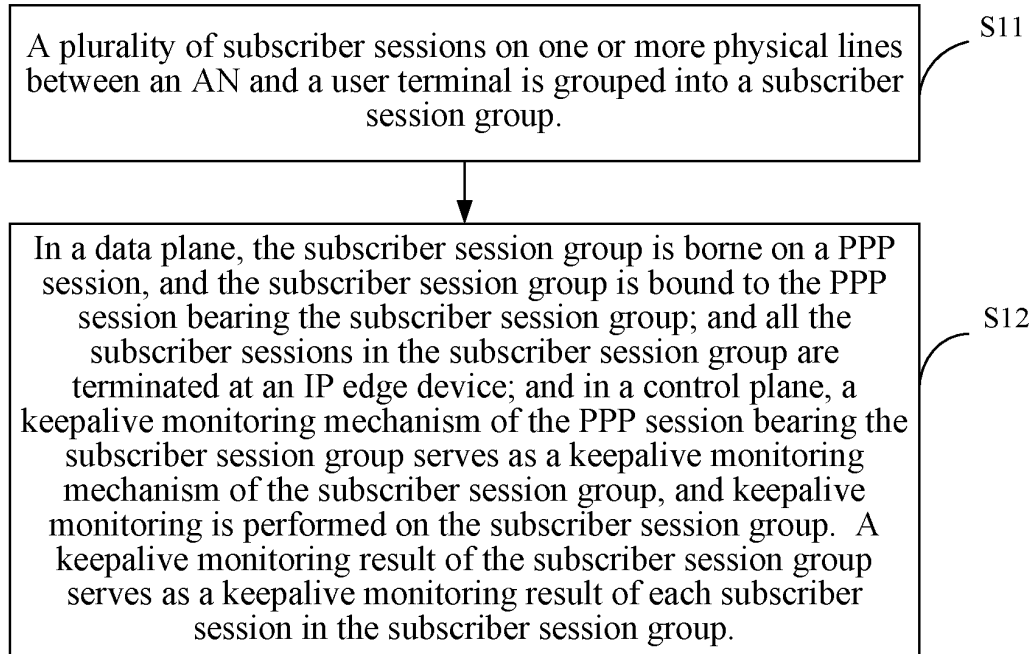 A plurality of subscriber sessions on one or more physical lines
between an AN and a user terminal is grouped into a subscriber
session group.
S11
In a data plane, the subscriber session group is borne on a PPP
session, and the subscriber session group is bound to the PPP
session bearing the subscriber session group; and all the
subscriber sessions in the subscriber session group are
terminated at an IP edge device; and in a control plane, a
keepalive monitoring mechanism of the PPP session bearing the
subscriber session group serves as a keepalive monitoring
mechanism of the subscriber session group, and keepalive
monitoring is performed on the subscriber session group.  A
keepalive monitoring result of the subscriber session group
serves as a keepalive monitoring result of each subscriber
session in the subscriber session group.
S12